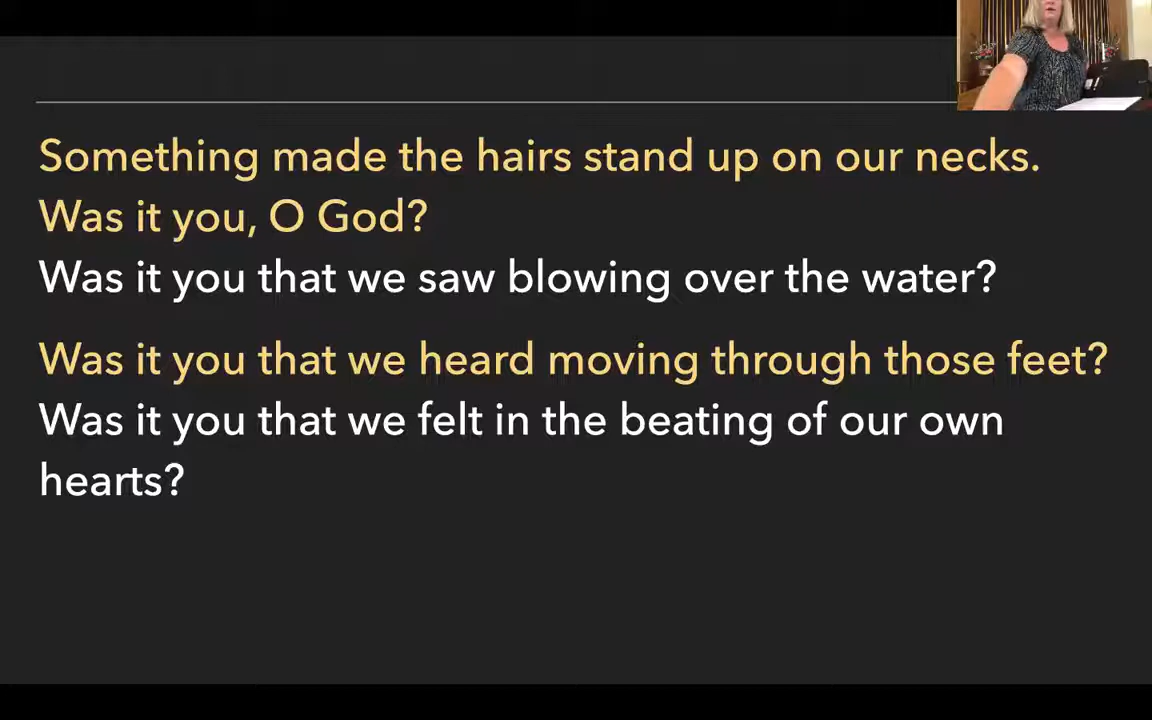 Something made the hairs stand up on our necks.
Was it you, O God?
Was it you that we saw blowing over the water?
Was it you that we heard moving through those feet?
Was it you that we felt in the beating of our own
hearts?